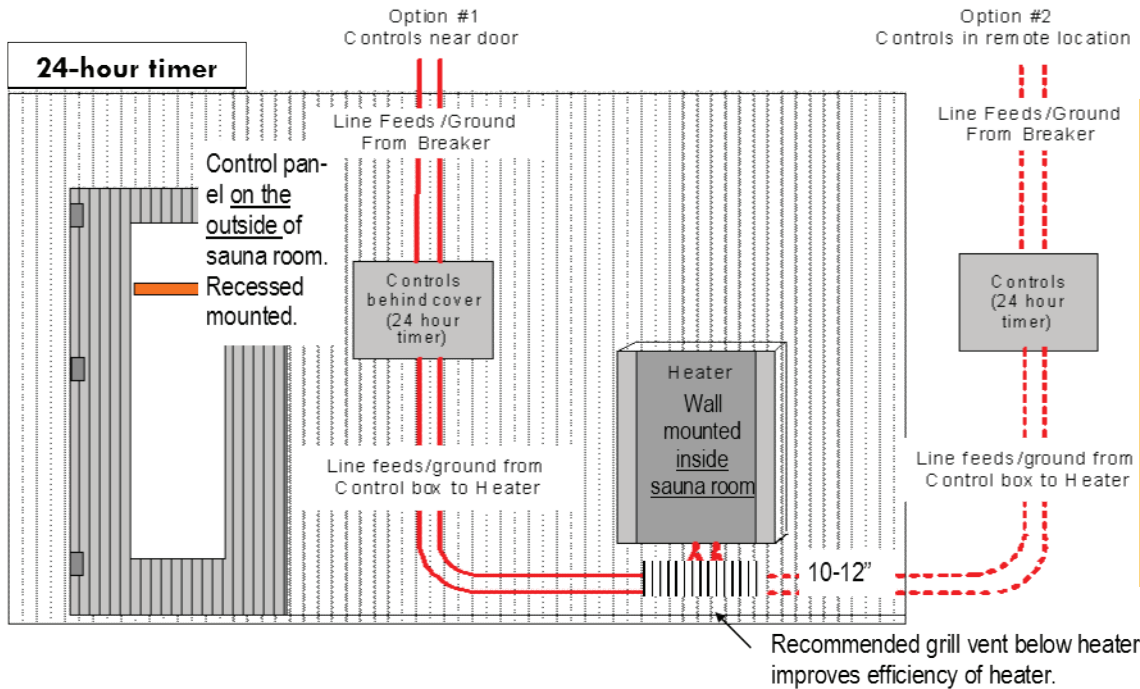 Option #1
Controls near door
Option #2
Controls in remote location
24-hour timer
Line Feeds /Ground
From Breaker
Line Feeds/Ground
From Breaker
Control pan-
el on the
outside of
sauna room.
Recessed
mounted.
Controls
behind cover
(24 hour
timer)
Controls
(24 hour
timer)
Heater
Wall
mounted
inside
sauna room
Line feeds/ground from
Control box to Heater
Line feeds/ground from
Control box to Heater
10-12”
Recommended grill vent below heater
improves efficiency of heater.